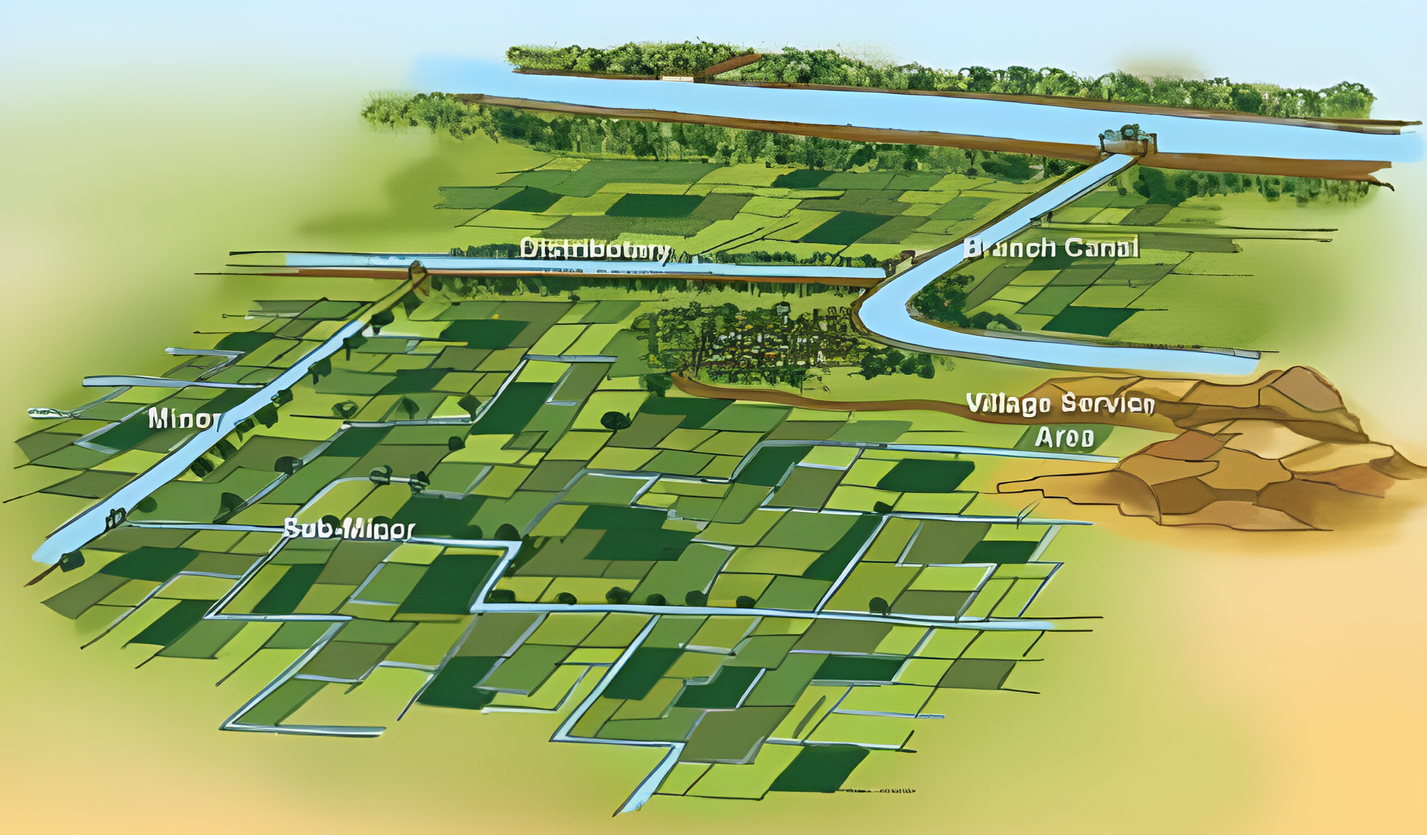 Distributory
Branch Canal
Minor
Village Service
Area
Sub-Minor